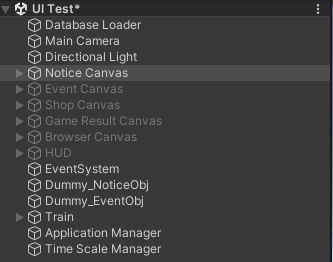 UI Test*
Database Loader
Main Camera
Directional Light
Notice Canvas
Event Canvas
Shop Canvas
Game Result Canvas
Browser Canvas
HUD
EventSystem
Dummy_NoticeObj
Dummy_EventObj
Train
Application Manager
Time Scale Manager